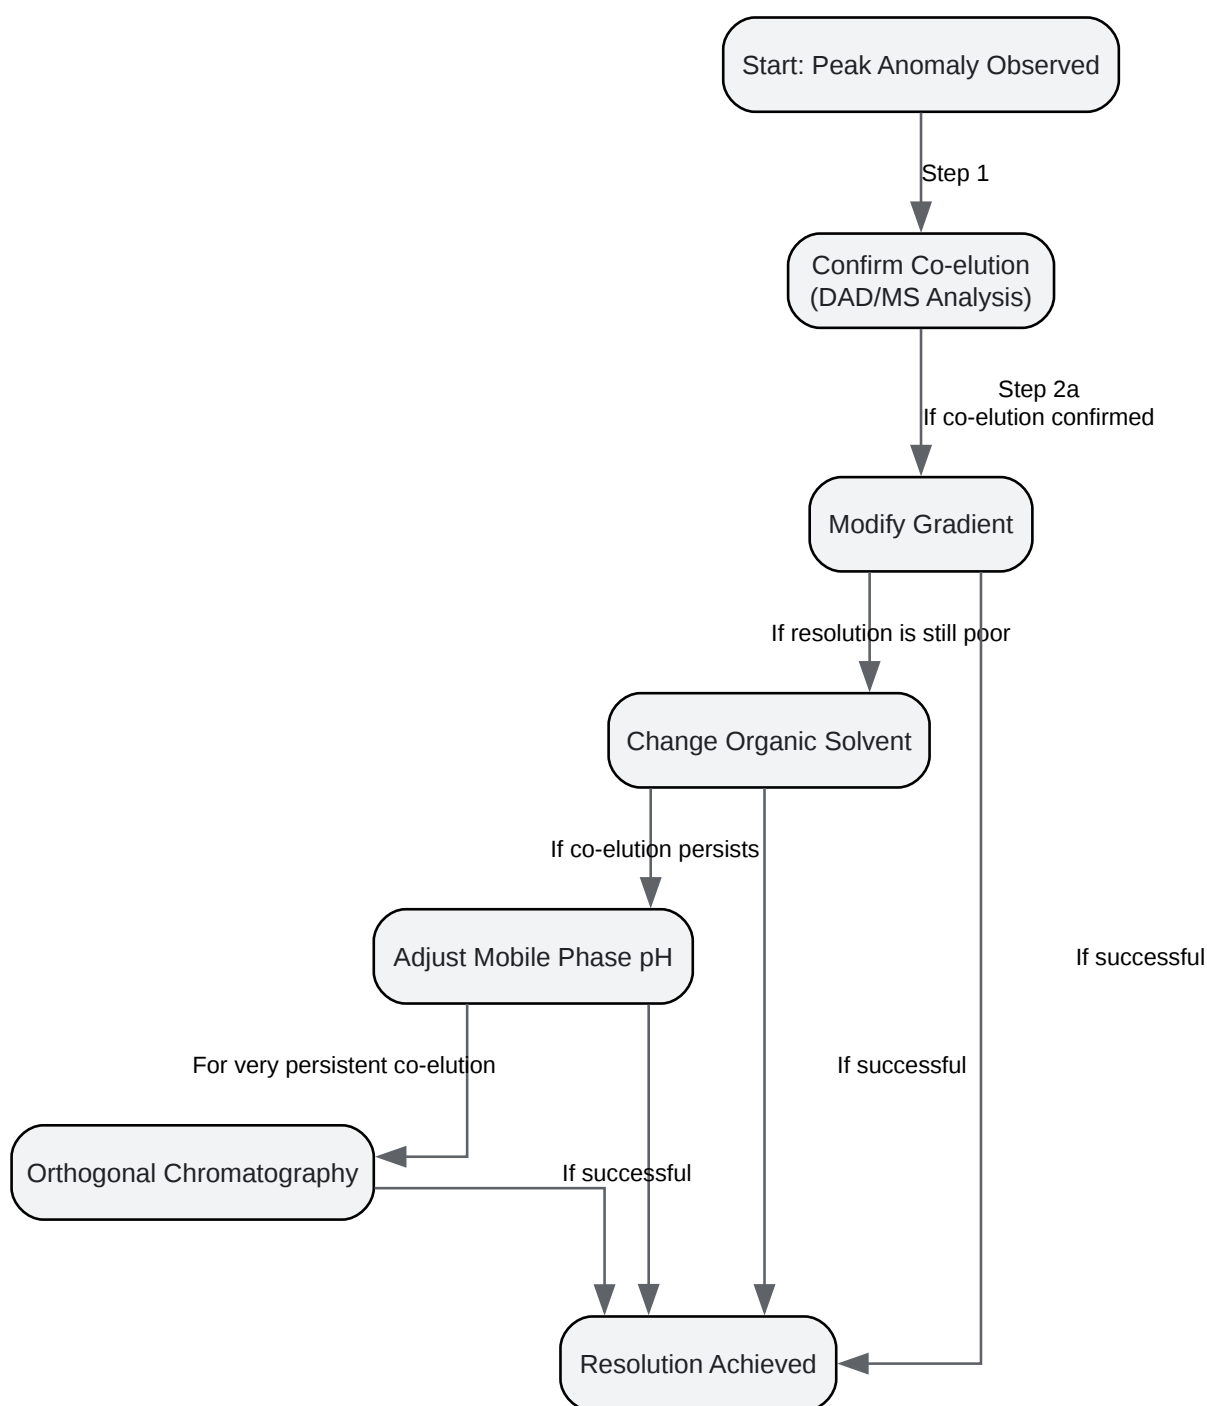 Start: Peak Anomaly Observed
Step 1
Confirm Co-elution
(DAD/MS Analysis)
Step 2a
If co-elution confirmed
Modify Gradient
If resolution is still poor
Change Organic Solvent
If co-elution persists
Adjust Mobile Phase pH
If successful
For very persistent co-elution
If successful
Orthogonal Chromatography
If successful
Resolution Achieved